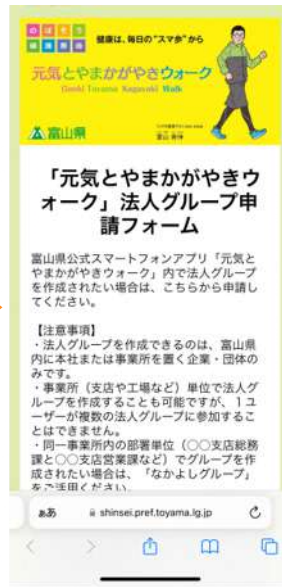 のばそう
健康寿命
健康は、毎日の“スマ歩”から
元気とやまかがやきウォーク
Genki Toyama Kagayaki Walk
富山県
「元気とやまかがやきウ
ォーク」法人グループ申
請フォーム
富山県公式スマートフォンアプリ「元気と
やまかがやきウォーク」内で法人グループ
を作成されたい場合は、こちらから申請し
てください。
【注意事項】
・法人グループを作成できるのは、富山県
内に本社または事業所を置く企業・団体の
みです。
・事業所（支店や工場など）単位で法人グ
ループを作成することも可能ですが、１ユ
ーザーが複数の法人グループに参加するこ
とはできません。
・同一事業所内の部署単位（○○支店総務
課と○○支店営業課など）でグループを作
成されたい場合は、「なかよしグループ」
をご活用ください。
ぁあ
shinsei.pref.toyama.lg.jp